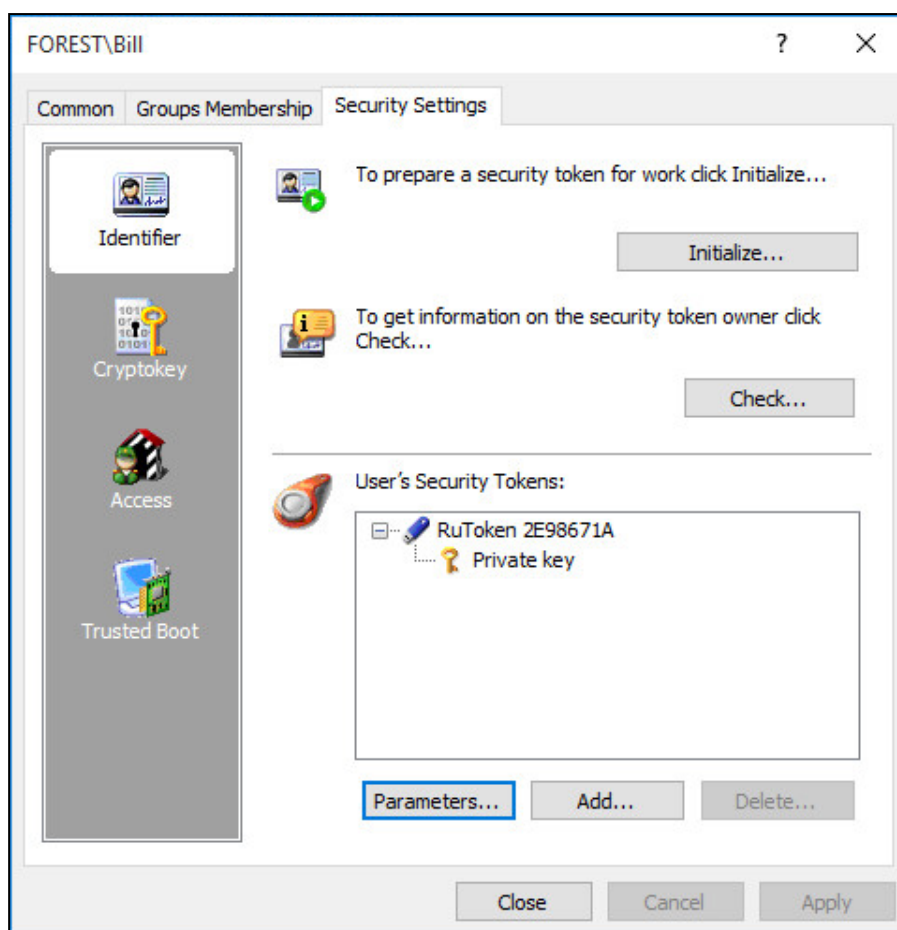 FOREST\Bill
?
Common
Groups Membership
Security Settings
Identifier
Cryptokey
Access
Trusted Boot
To prepare a security token for work click Initialize...
Initialize...
To get information on the security token owner click
Check...
Check...
User's Security Tokens:
RuToken 2E98671A
Private key
Parameters...
Add...
Delete...
Close
Cancel
Apply